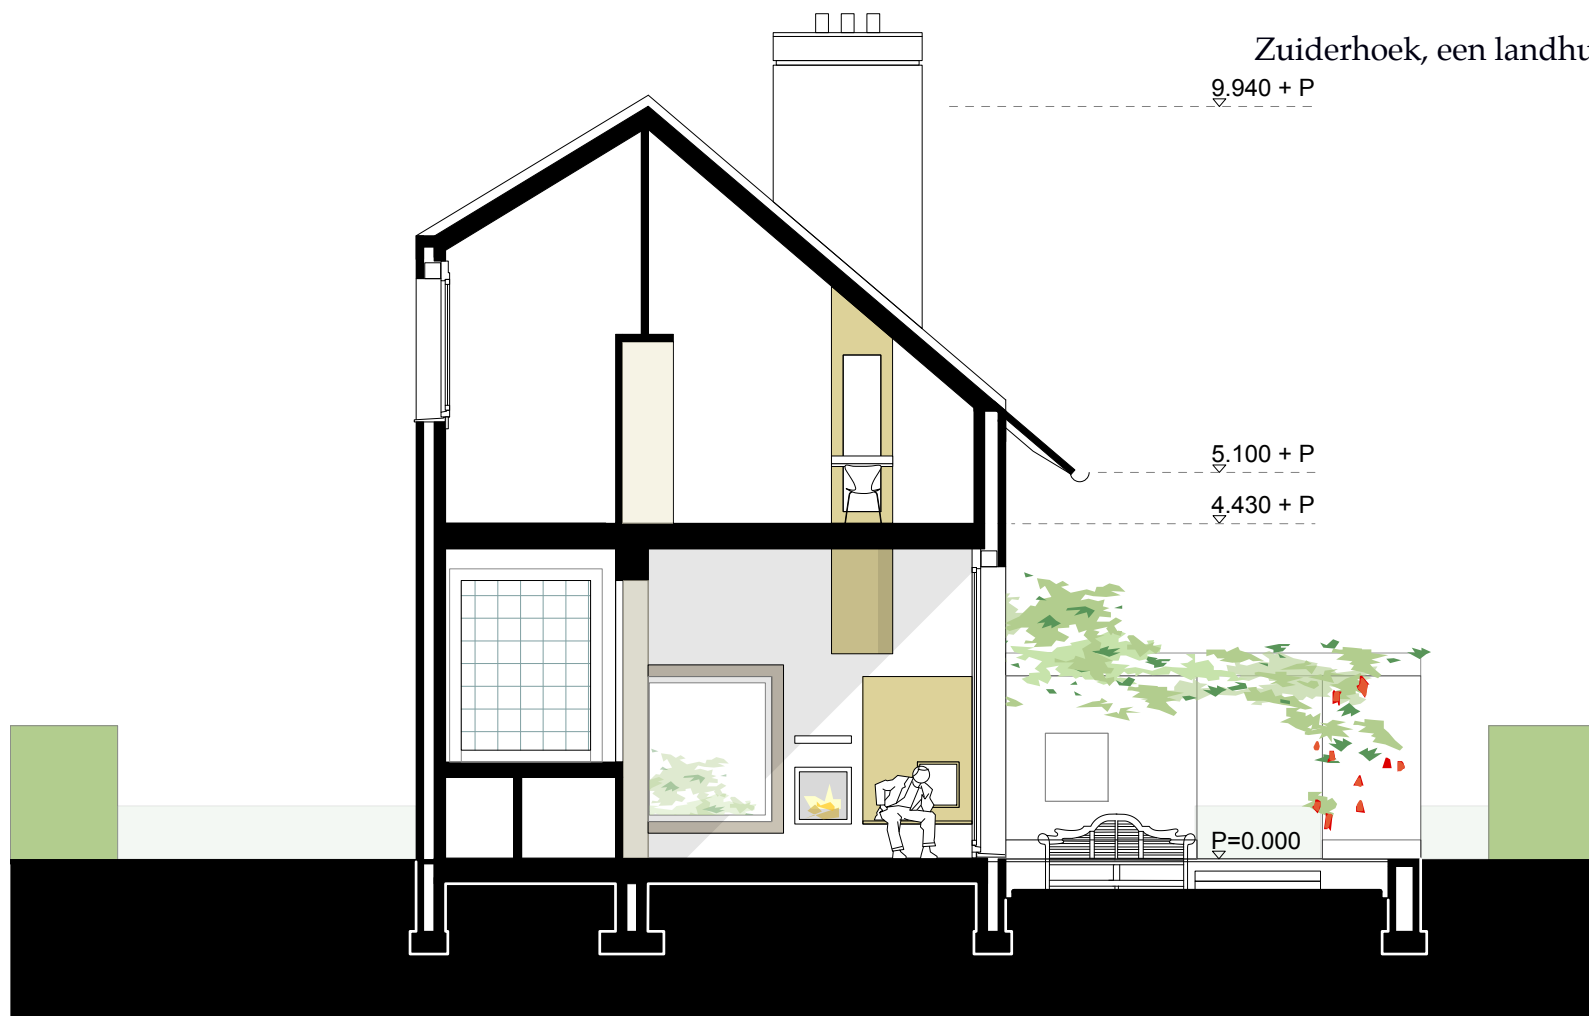 Zuiderhoek, een landhu
9.940 + P
5.100 + P
4.430 + P
P=0.000